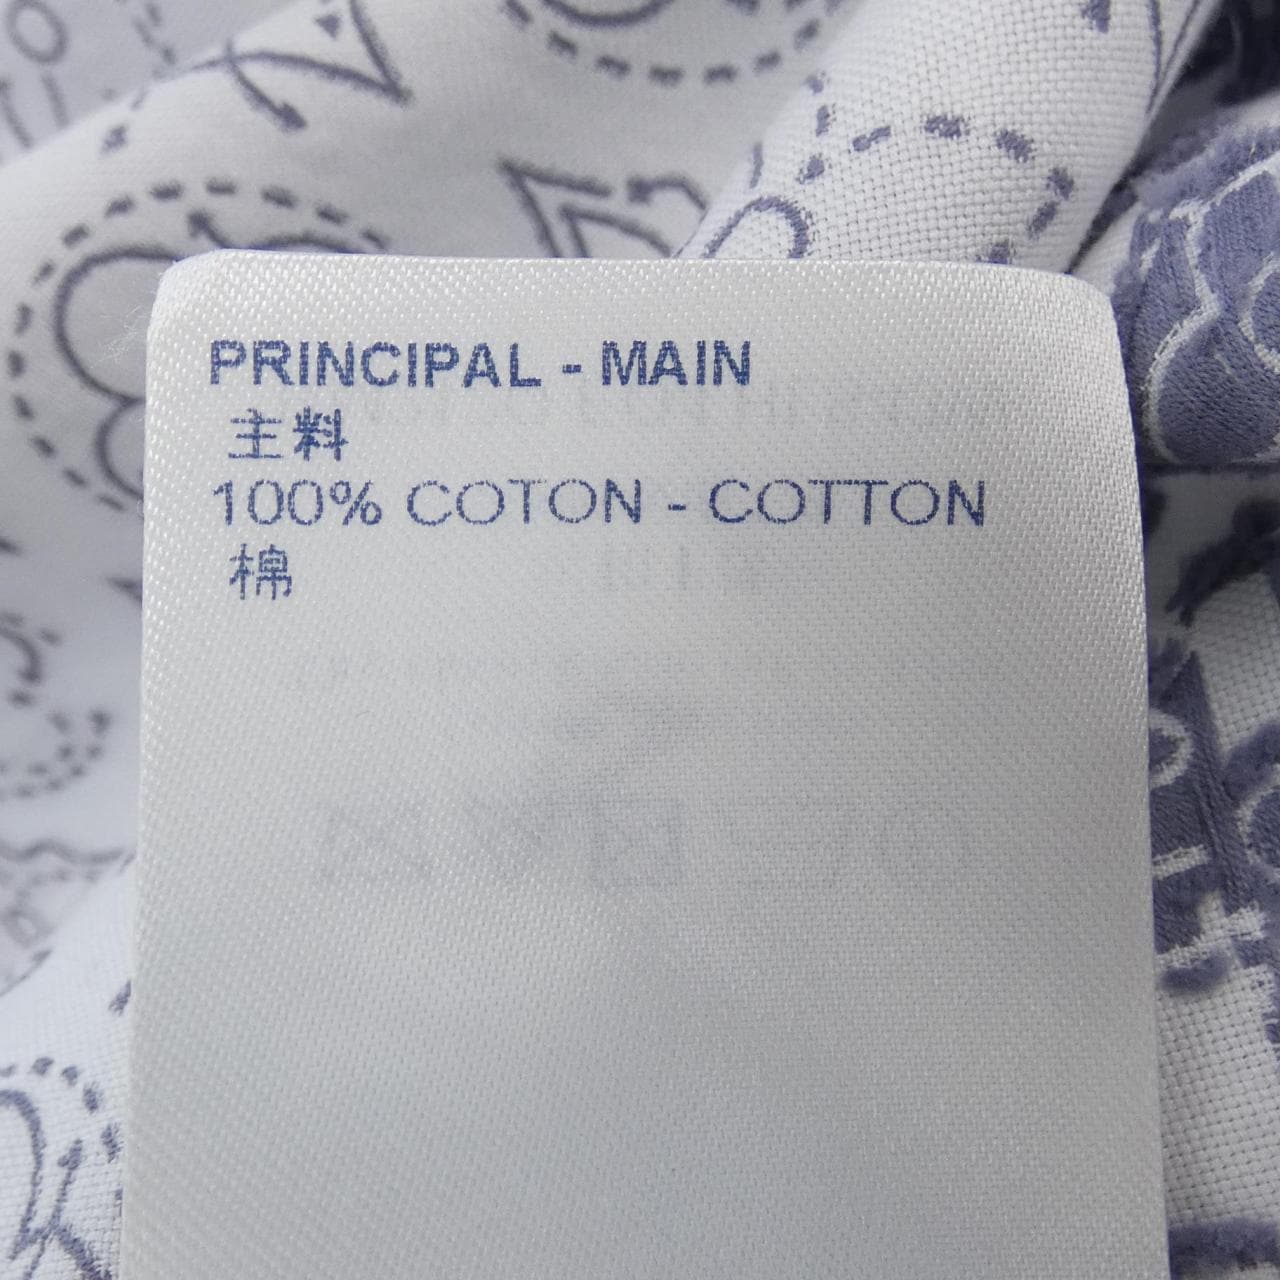 PRINCIPAL - MAIN
主料
100% COTON - COTTON
棉